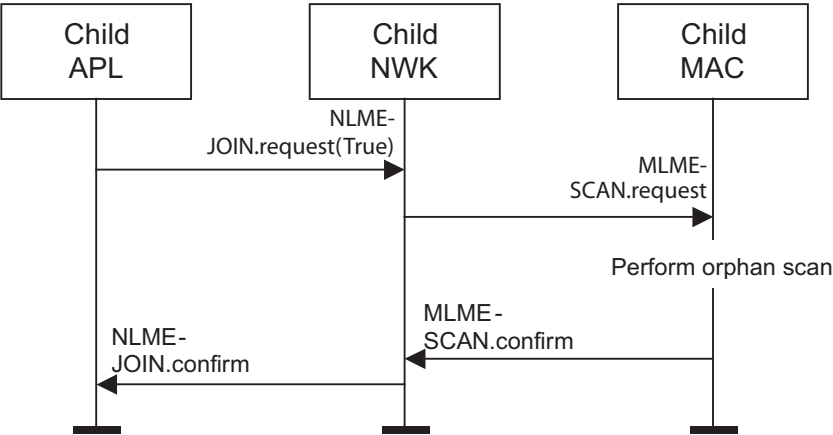 Child
APL
Child
NWK
Child
MAC
NLME-
JOIN.request(True)
MLME-
SCAN.request
Perform orphan scan
MLME-
SCAN.confirm
NLME-
JOIN.confirm